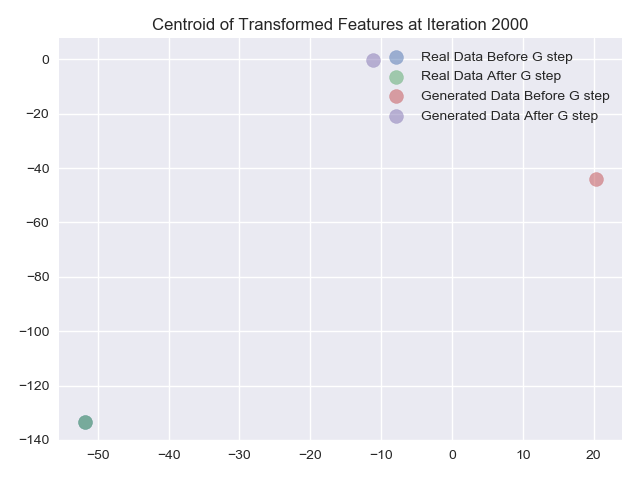 Centroid of Transformed Features at Iteration 2000
0
Real Data Before G step
Real Data After G step
Generated Data Before G step
Generated Data After G step
−20
−40
−60
−80
−100
−120
−140
−50 −40 −30 −20 −10 0 10 20